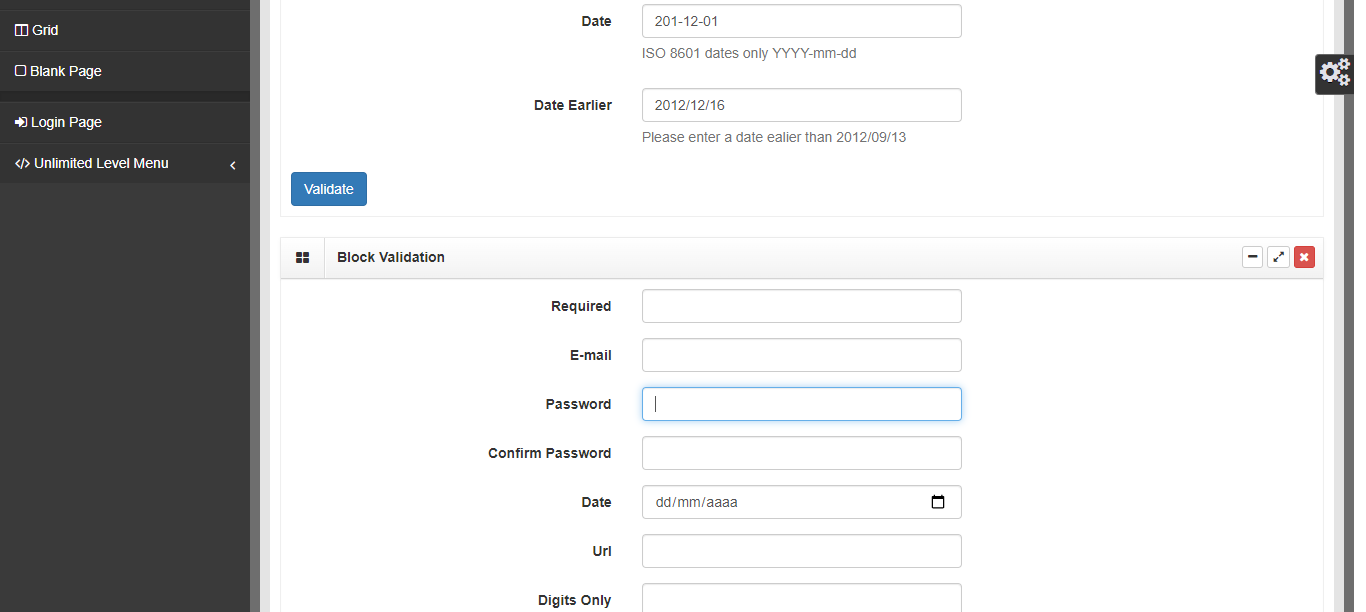 Grid
Blank Page
Login Page
Unlimited Level Menu
Date
201-12-01
ISO 8601 dates only YYYY-mm-dd
Date Earlier
2012/12/16
Please enter a date ealier than 2012/09/13
Validate
Block Validation
Required
E-mail
Password
Confirm Password
Date
dd/mm/aaaa
Url
Digits Only